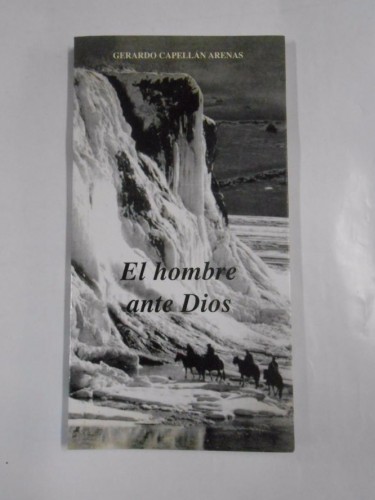 GERARDO CAPELLÁN ARENAS
El hombre
ante Dios